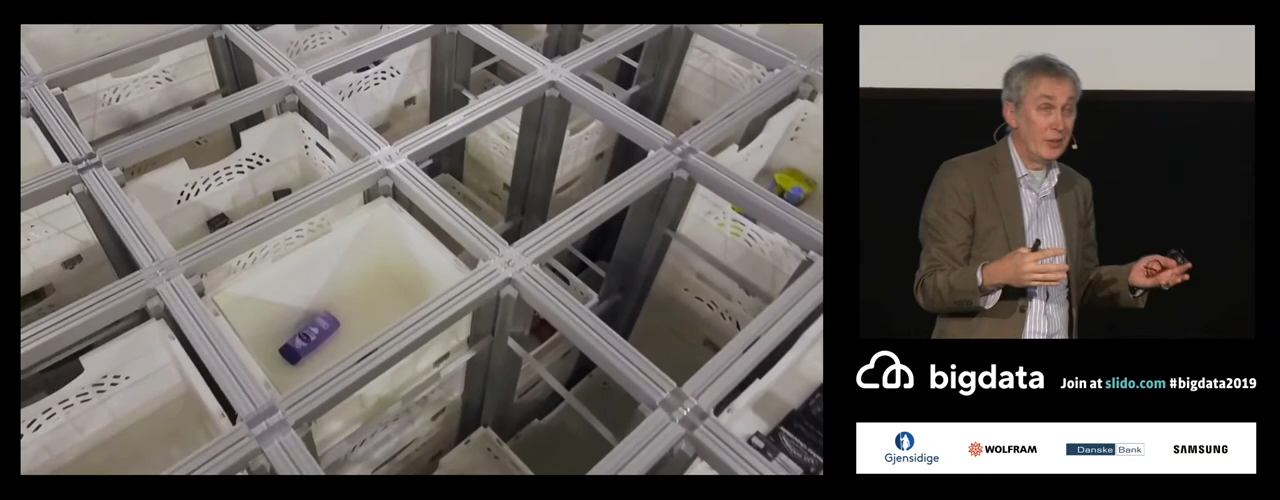 bigdata
Join at slido.com #bigdata2019
Gjensidige
WOLFRAM
Danske Bank
SAMSUNG